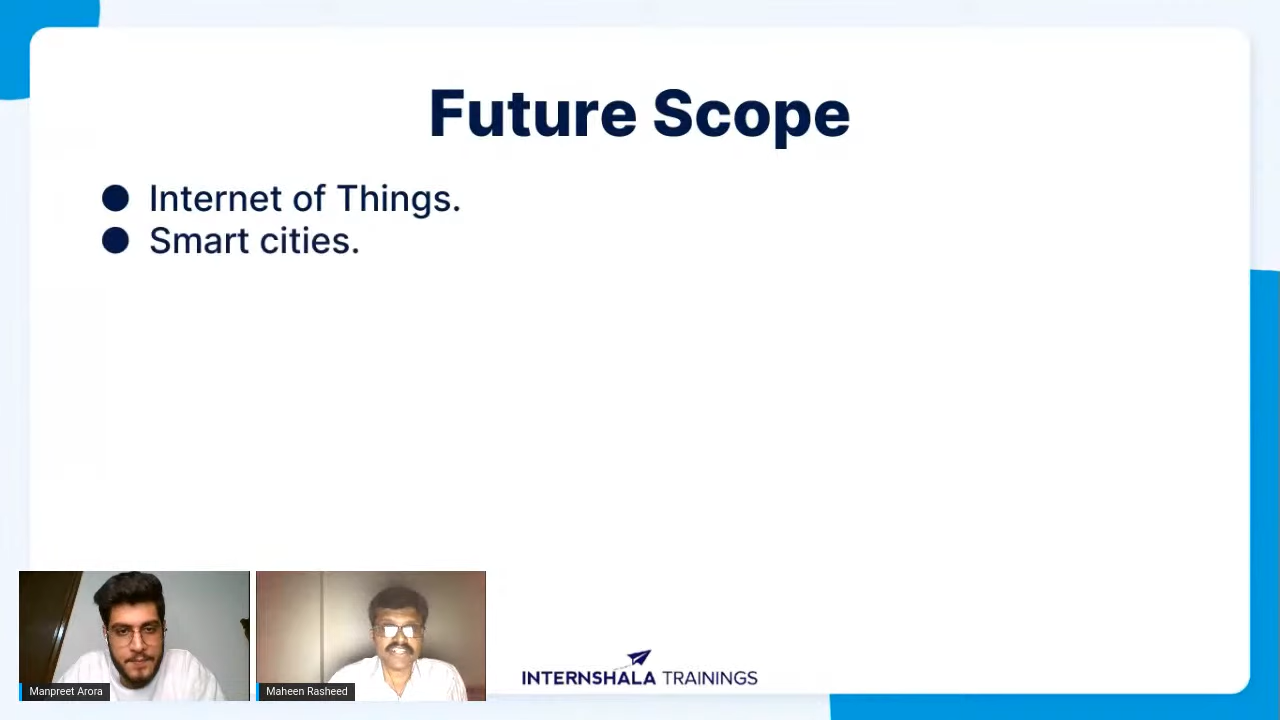 Future Scope
● Internet of Things.
● Smart cities.
Manpreet Arora
Maheen Rasheed
INTERNSHALA TRAININGS